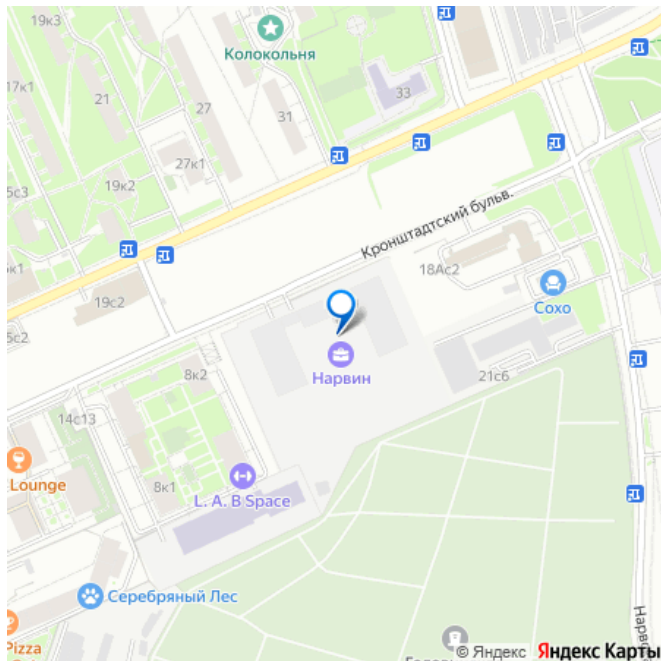 19к3
Колокольня
17к1
21
33
27
31
27к1
5с3
19к2
Кронштадтский бульв.
к1
18Ас2
19с2
Сохо
5с2
Нарвин
8к2
21с6
14с13
Lounge
8к1
L. A. B Space
Серебряный Лес
Pizza
© Яндекс
Яндекс Карты